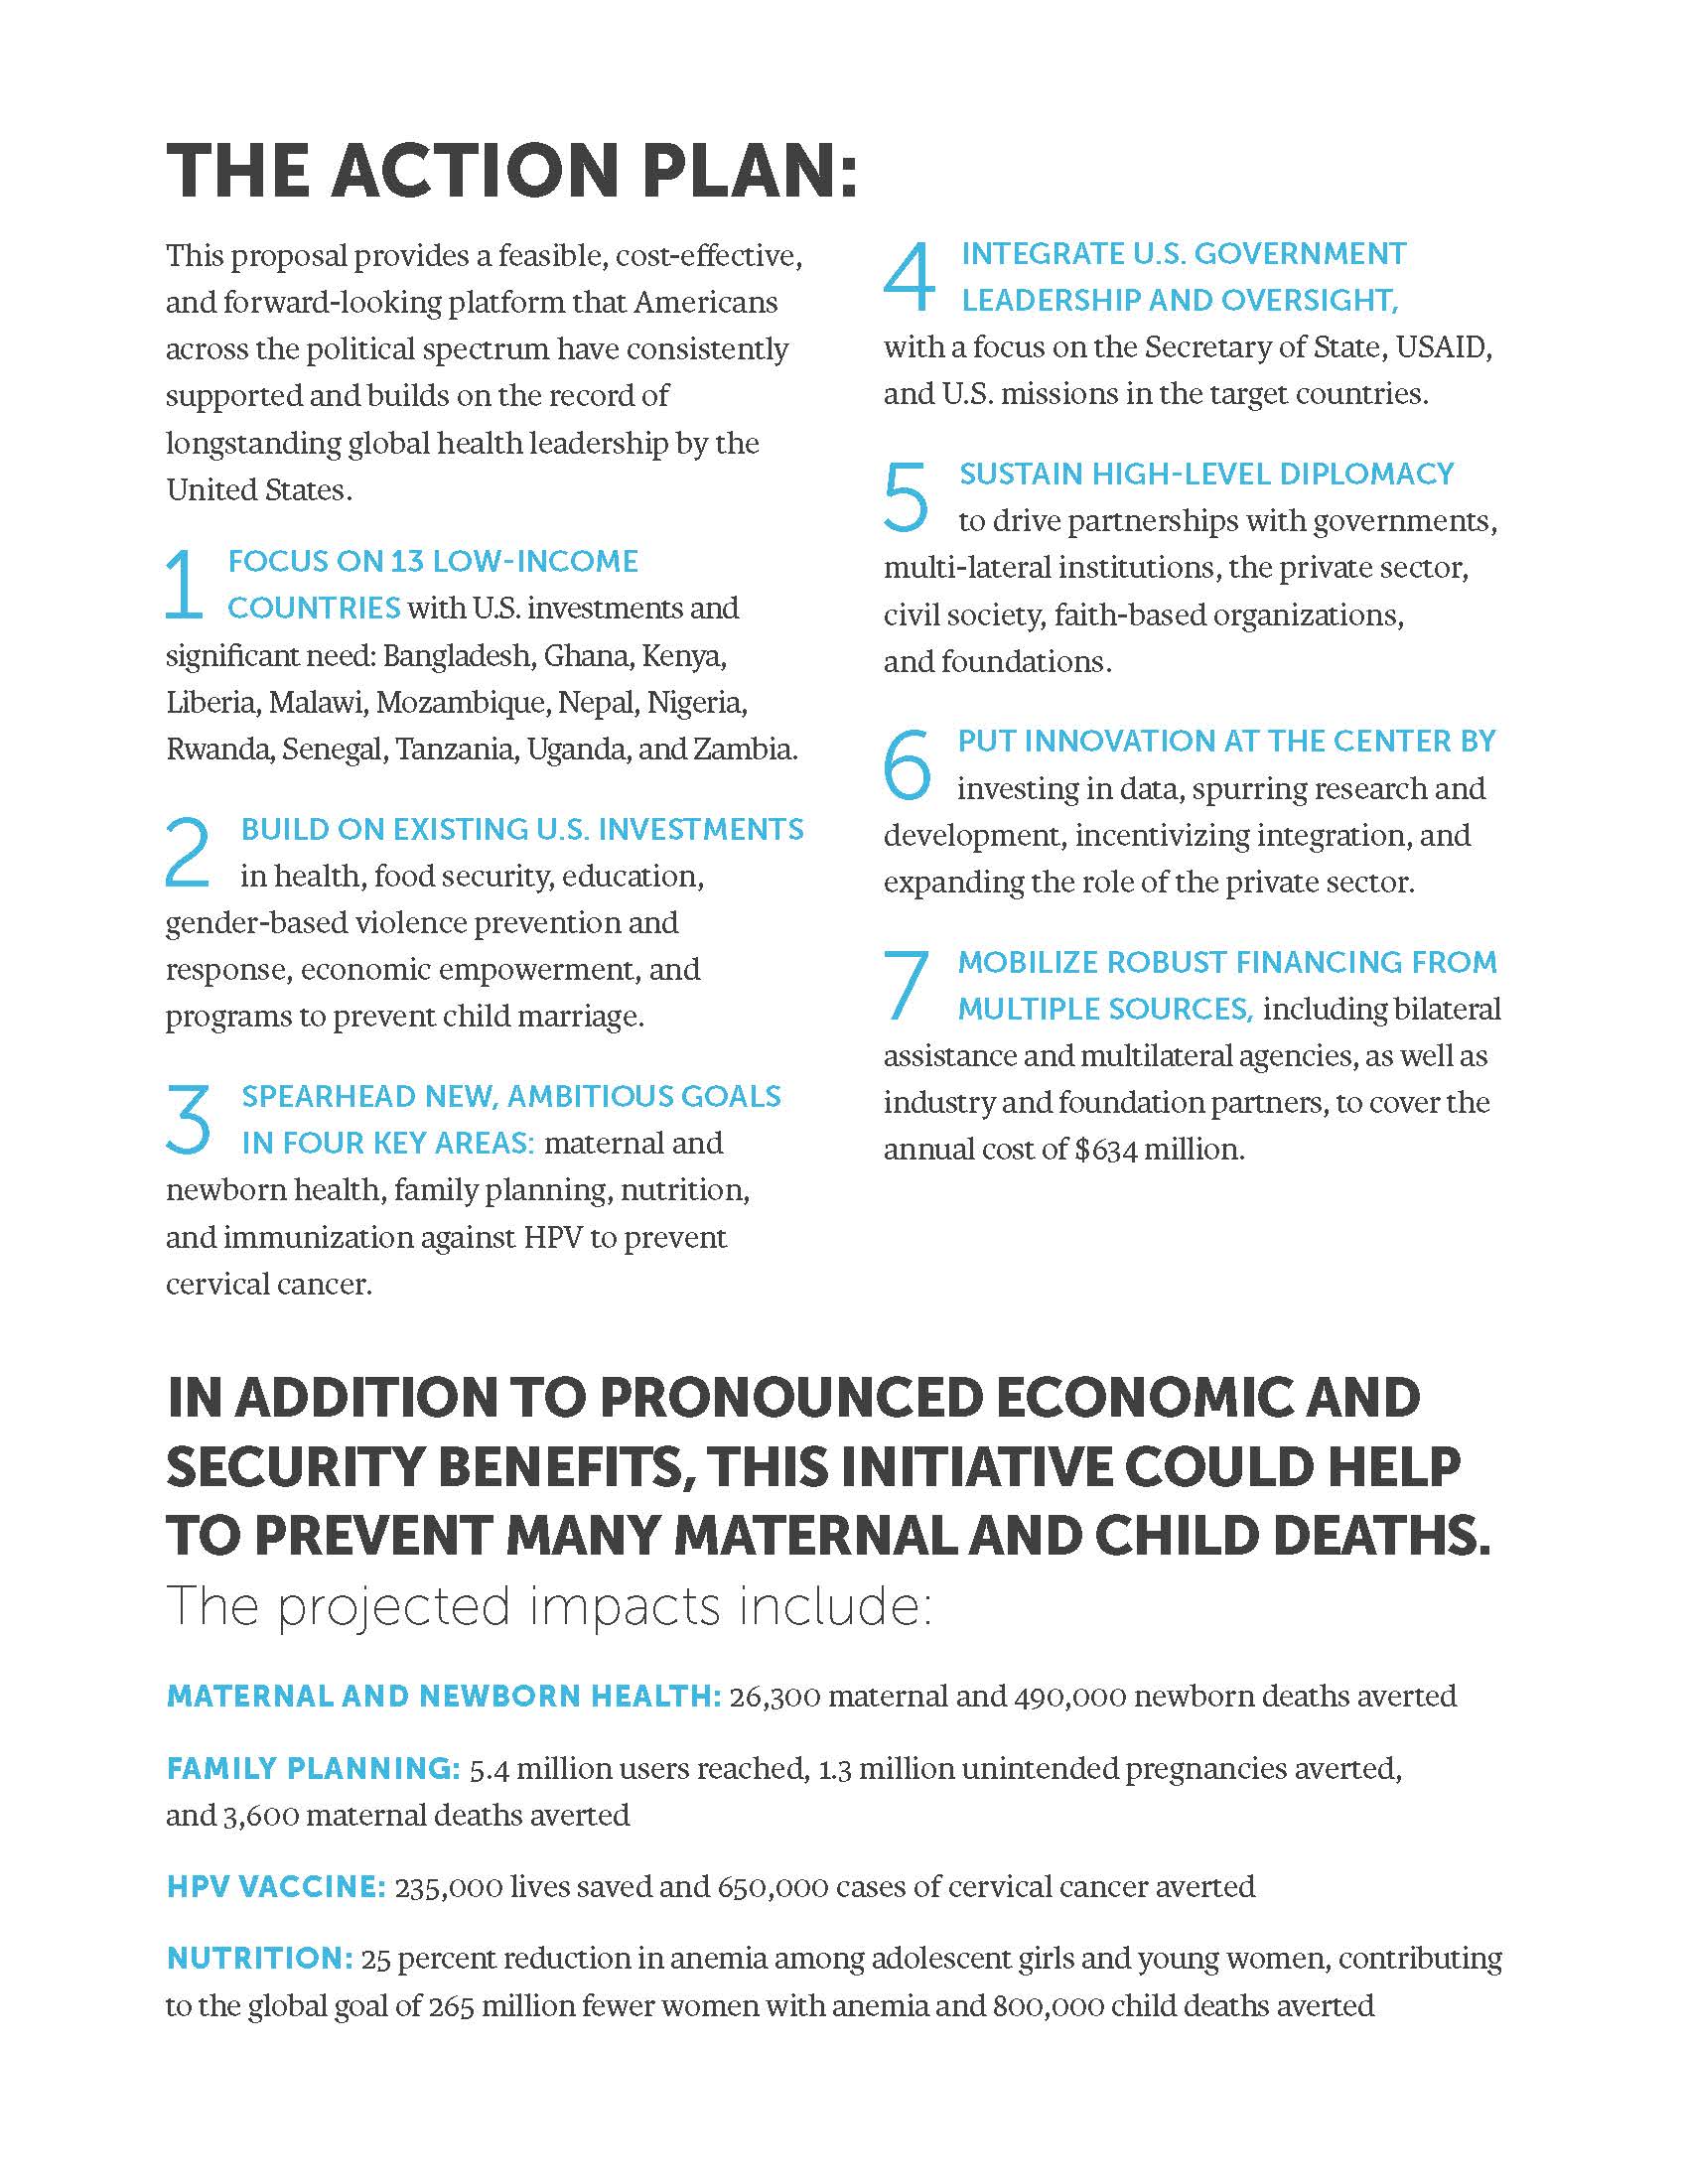 THE ACTION PLAN:
This proposal provides a feasible, cost-effective,
and forward-looking platform that Americans
across the political spectrum have consistently
supported and builds on the record of
longstanding global health leadership by the
United States.
1 FOCUS ON 13 LOW-INCOME
COUNTRIES with U.S. investments and
significant need: Bangladesh, Ghana, Kenya,
Liberia, Malawi, Mozambique, Nepal, Nigeria,
Rwanda, Senegal, Tanzania, Uganda, and Zambia.
2 BUILD ON EXISTING U.S. INVESTMENTS
in health, food security, education,
gender-based violence prevention and
response, economic empowerment, and
programs to prevent child marriage.
3 SPEARHEAD NEW, AMBITIOUS GOALS
IN FOUR KEY AREAS: maternal and
newborn health, family planning, nutrition,
and immunization against HPV to prevent
cervical cancer.
4 INTEGRATE U.S. GOVERNMENT
LEADERSHIP AND OVERSIGHT,
with a focus on the Secretary of State, USAID,
and U.S. missions in the target countries.
5 SUSTAIN HIGH-LEVEL DIPLOMACY
to drive partnerships with governments,
multi-lateral institutions, the private sector,
civil society, faith-based organizations,
and foundations.
6 PUT INNOVATION AT THE CENTER BY
investing in data, spurring research and
development, incentivizing integration, and
expanding the role of the private sector.
7 MOBILIZE ROBUST FINANCING FROM
MULTIPLE SOURCES, including bilateral
assistance and multilateral agencies, as well as
industry and foundation partners, to cover the
annual cost of $634 million.
IN ADDITION TO PRONOUNCED ECONOMIC AND
SECURITY BENEFITS, THIS INITIATIVE COULD HELP
TO PREVENT MANY MATERNAL AND CHILD DEATHS.
The projected impacts include:
MATERNAL AND NEWBORN HEALTH: 26,300 maternal and 490,000 newborn deaths averted
FAMILY PLANNING: 5.4 million users reached, 1.3 million unintended pregnancies averted,
and 3,600 maternal deaths averted
HPV VACCINE: 235,000 lives saved and 650,000 cases of cervical cancer averted
NUTRITION: 25 percent reduction in anemia among adolescent girls and young women, contributing
to the global goal of 265 million fewer women with anemia and 800,000 child deaths averted